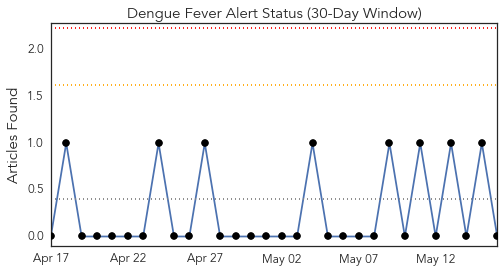 Dengue Fever Alert Status (30-Day Window)
Articles Found
2.0
1.5
1.0
0.5
0.0
Apr 17 Apr 22 Apr 27 May 02 May 07 May 12